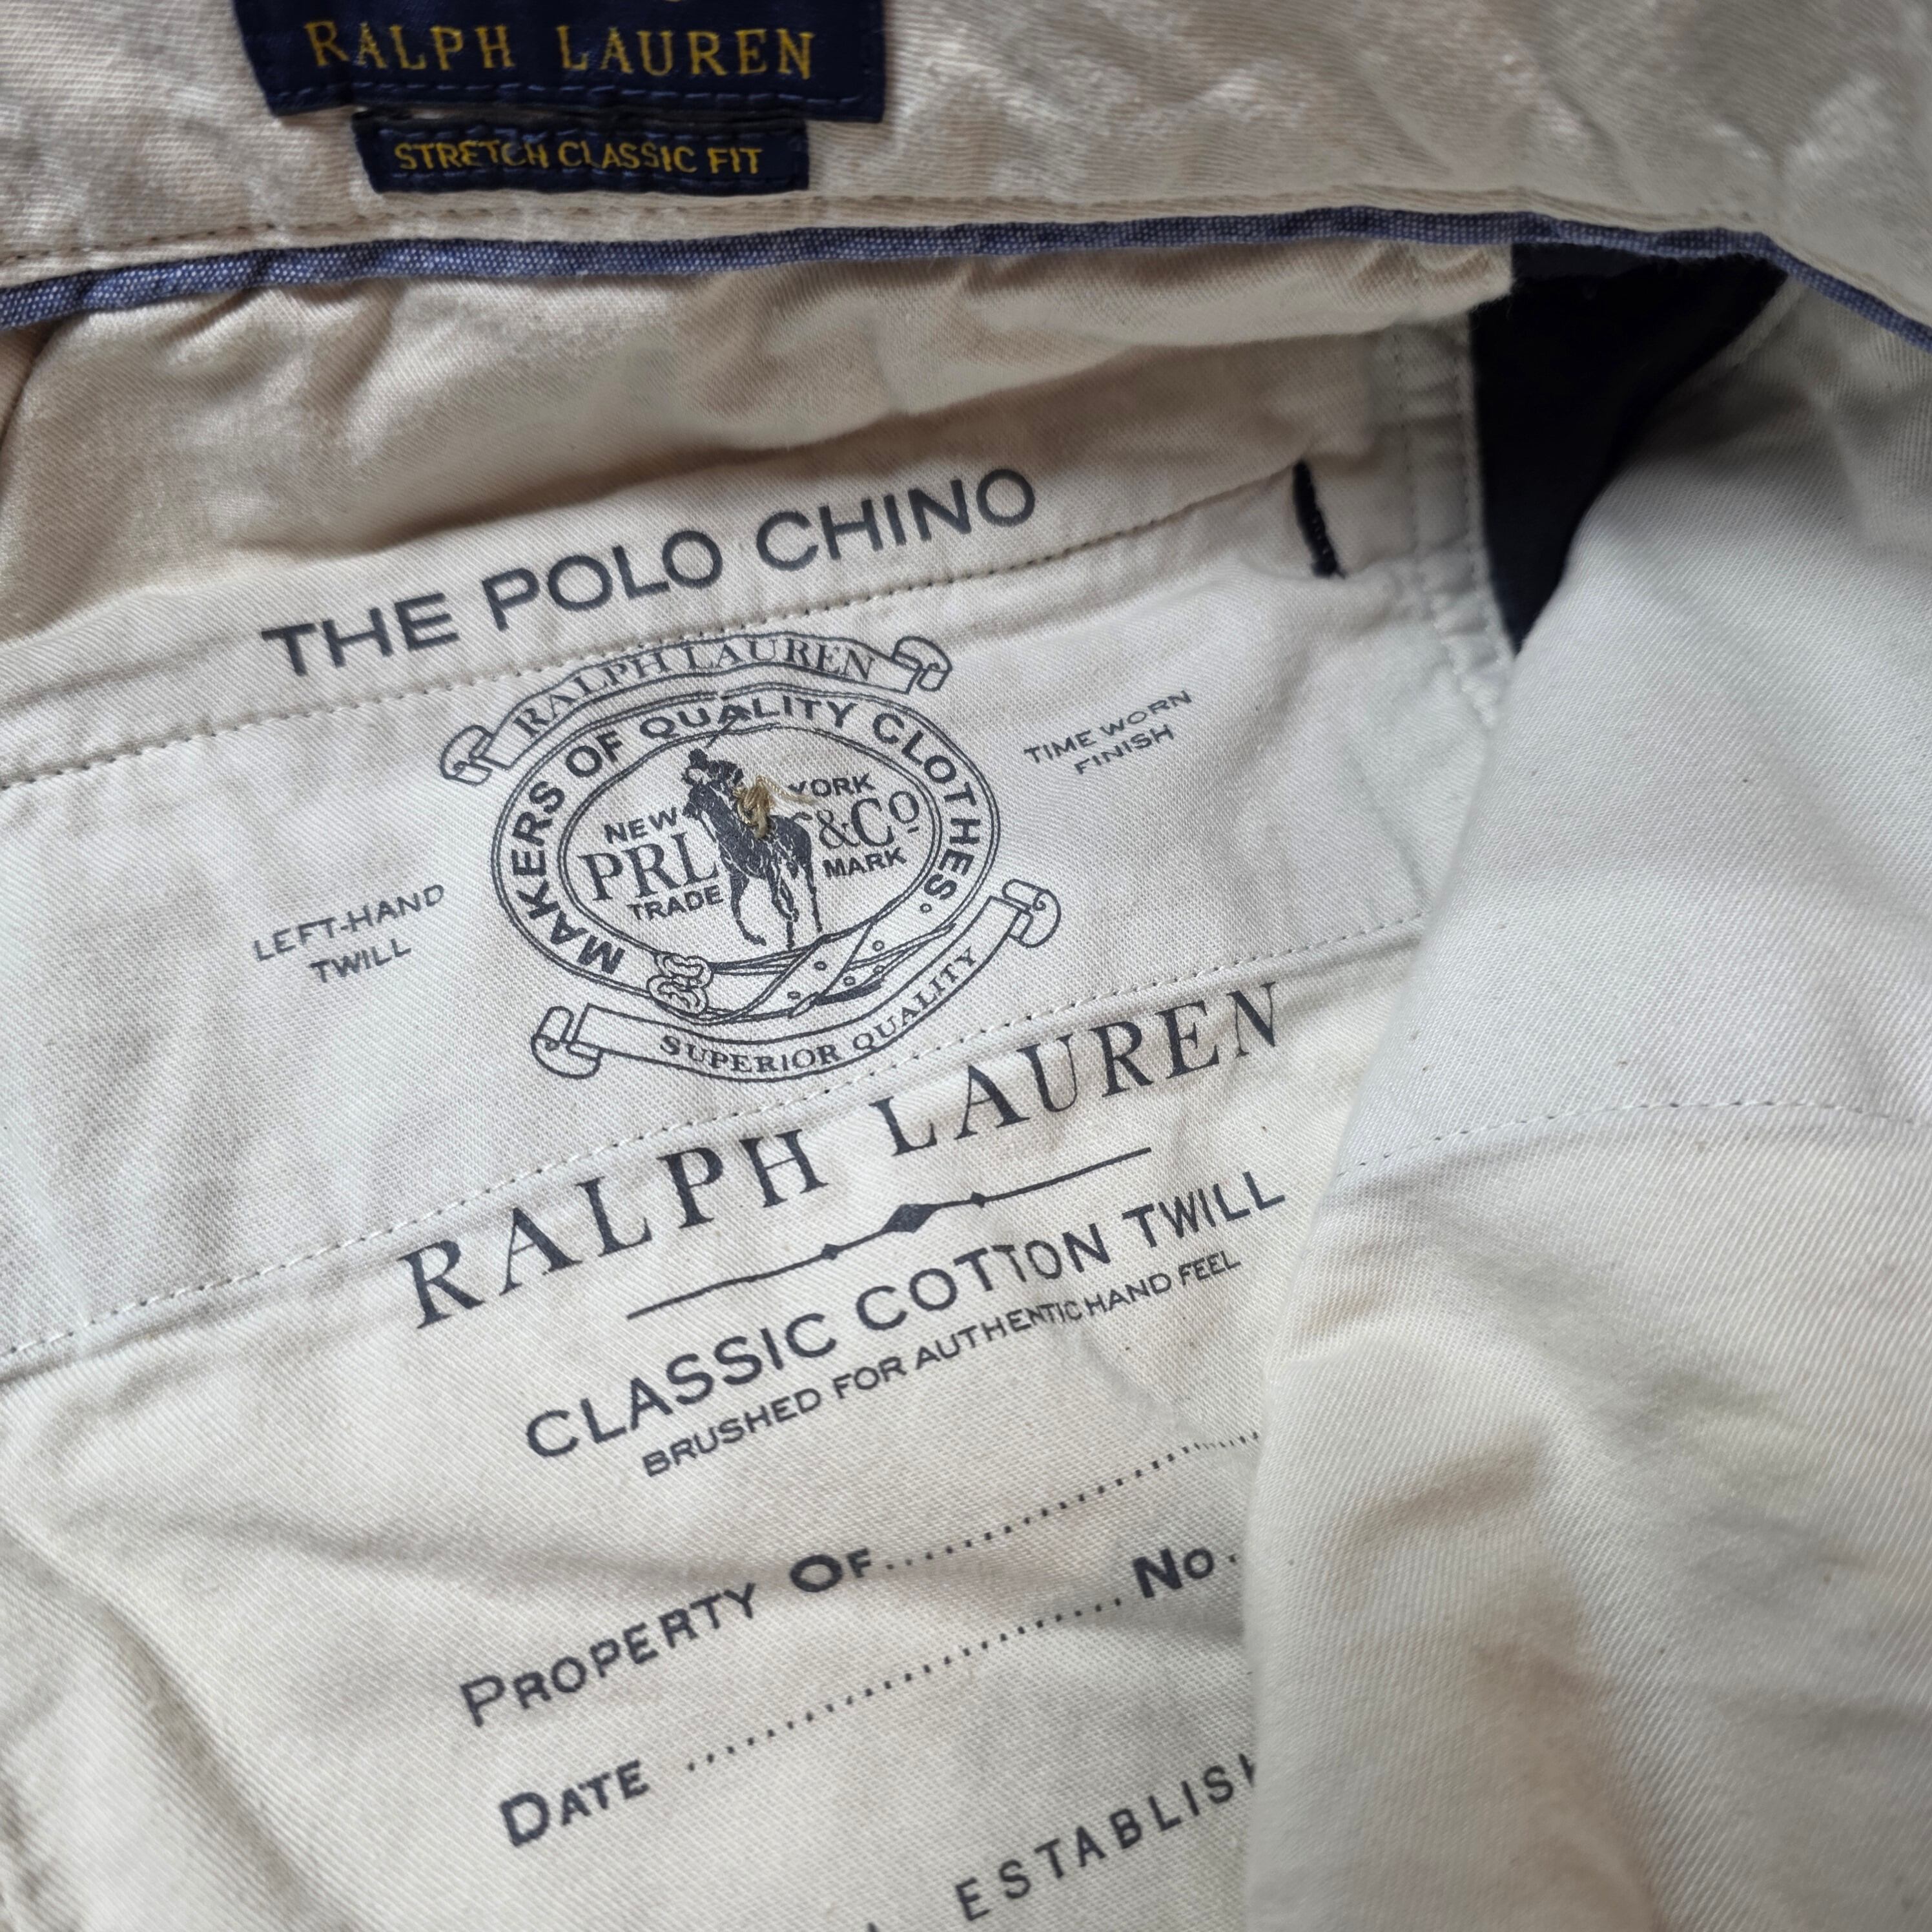 RALPH LAUREN
STRETCH CLASSIC FIT
THE POLO CHINO
RALPH LAUREN
MAKERS OF QUALITY CLOTHES.
NEW YORK
PRL &Co
TRADE MARK
TIME WORN
FINISH
LEFT-HAND
TWILL
SUPERIOR QUALITY
RALPH LAUREN
CLASSIC COTTON TWILL
BRUSHED FOR AUTHENTIC HAND FEEL
PROPERTY OF
DATE No.
ESTABLISH